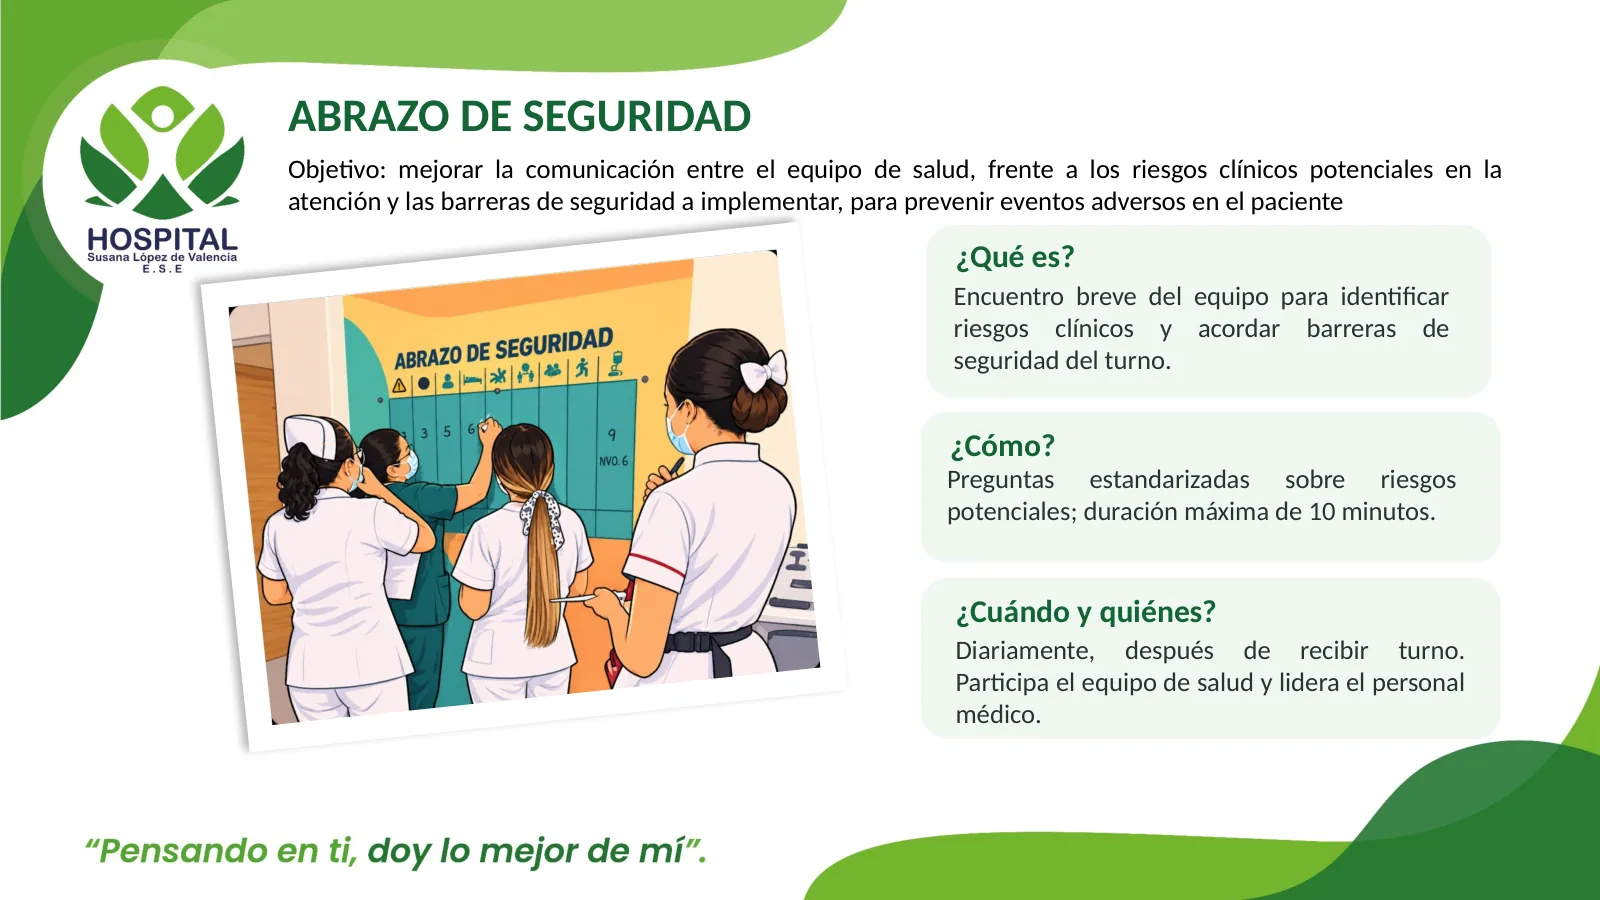 ABRAZO DE SEGURIDAD
Objetivo: mejorar la comunicación entre el equipo de salud, frente a los riesgos clínicos potenciales en la
atención y las barreras de seguridad a implementar, para prevenir eventos adversos en el paciente
HOSPITAL
Susana López de Valencia
E.S.E
ABRAZO DE SEGURIDAD
3 5 6 9
NVO. 6
¿Qué es?
Encuentro breve del equipo para identificar
riesgos clínicos y acordar barreras de
seguridad del turno.
¿Cómo?
Preguntas estandarizadas sobre riesgos
potenciales; duración máxima de 10 minutos.
¿Cuándo y quiénes?
Diariamente, después de recibir turno.
Participa el equipo de salud y lidera el personal
médico.
“Pensando en ti, doy lo mejor de mí”.